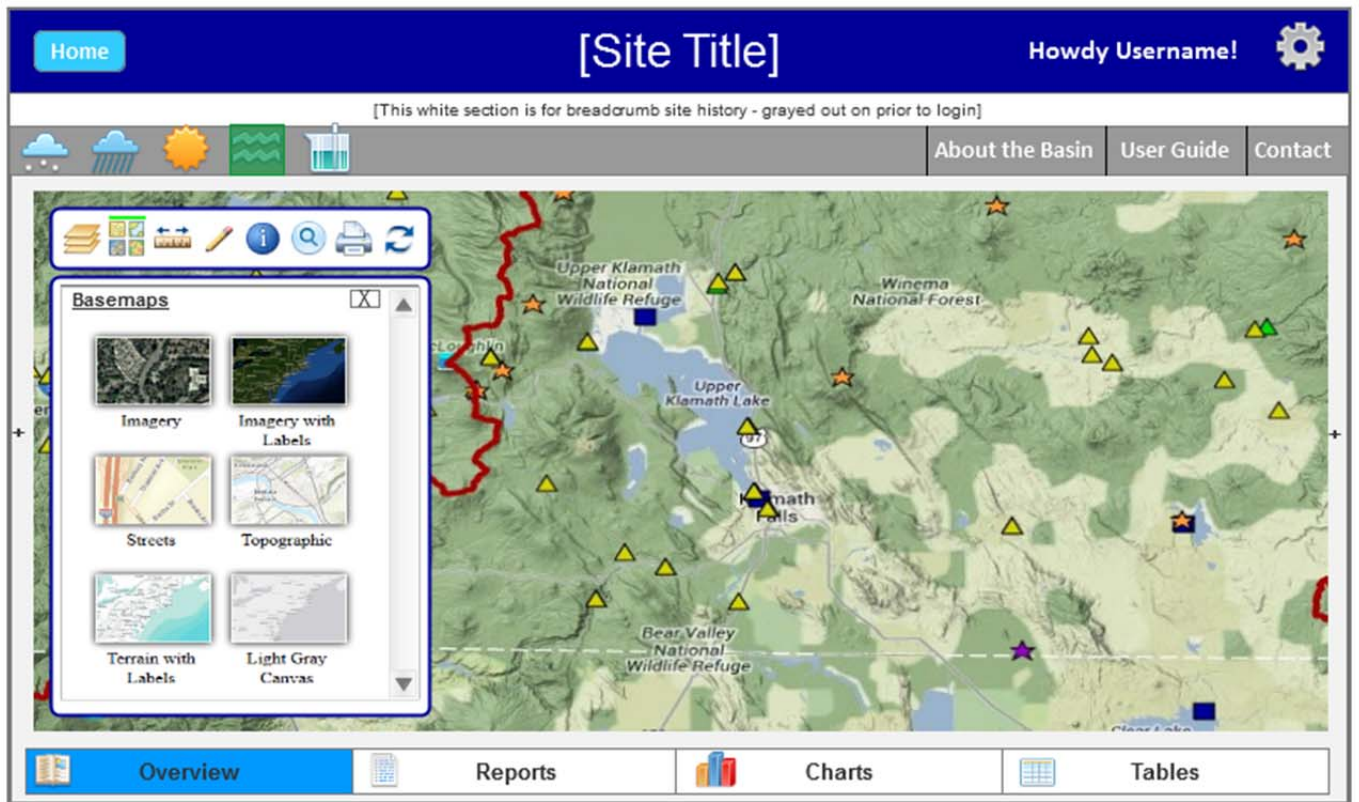 Home
[Site Title]
Howdy Username!
[This white section is for breadcrumb site history - grayed out on prior to login]
About the Basin
User Guide
Contact
Basemaps
X
Imagery
Imagery with
Labels
Streets
Topographic
Terrain with
Labels
Light Gray
Canvas
Upper Klamath
National
Wildlife Refuge
Winema
National Forest
Upper
Klamath Lake
97
Falls
Bear Valley
National
Wildlife Refuge
Clear Lake
+
+
Overview
Reports
Charts
Tables